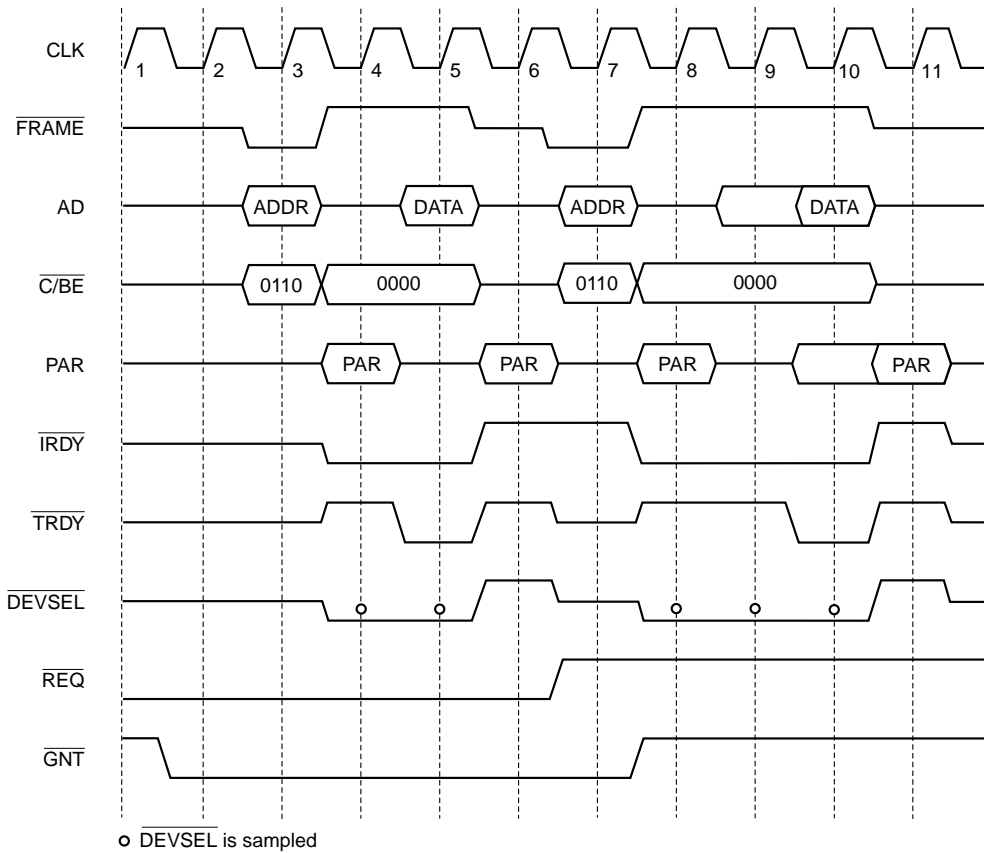 CLK
1 2 3 4 5 6 7 8 9 10 11
FRAME
AD
ADDR DATA ADDR DATA
C/BE
0110 0000 0110 0000
PAR
PAR PAR PAR PAR
IRDY
TRDY
DEVSEL
REQ
GNT
DEVSEL is sampled